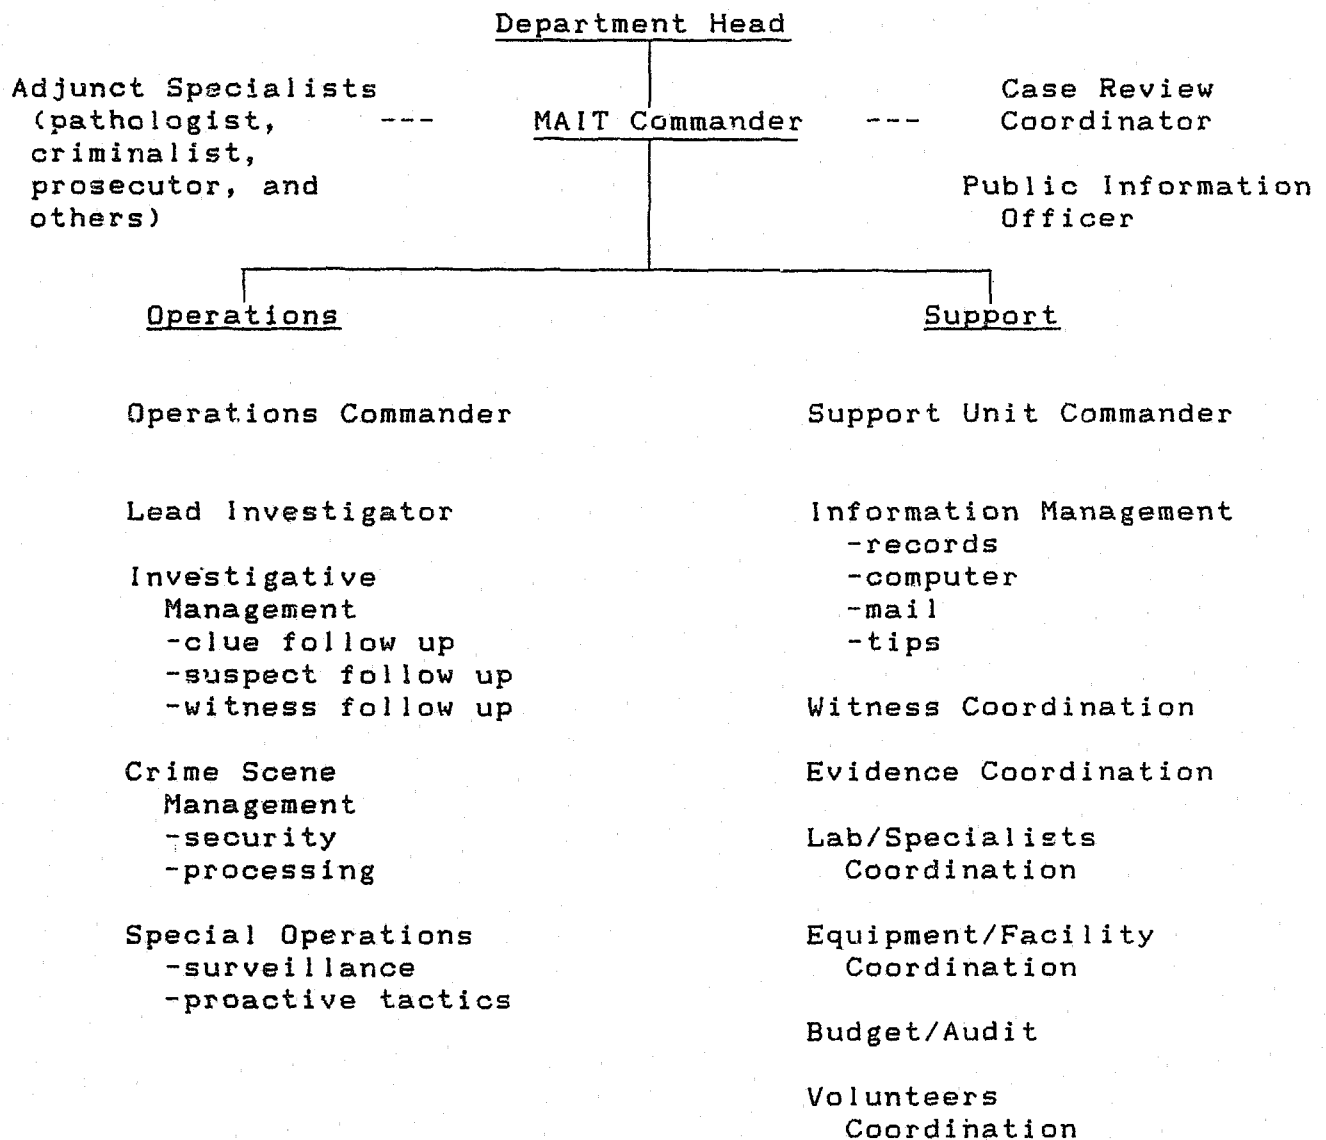 Department Head
Adjunct Specialists
(pathologist,
criminalist,
prosecutor, and
others)
---
MAIT Commander
---
Case Review
Coordinator
Public Information
Officer
Operations
Operations Commander
Lead Investigator
Investigative
Management
-clue follow up
-suspect follow up
-witness follow up
Crime Scene
Management
-security
-processing
Special Operations
-surveillance
-proactive tactics
Support
Support Unit Commander
Information Management
-records
-computer
-mail
-tips
Witness Coordination
Evidence Coordination
Lab/Specialists
Coordination
Equipment/Facility
Coordination
Budget/Audit
Volunteers
Coordination